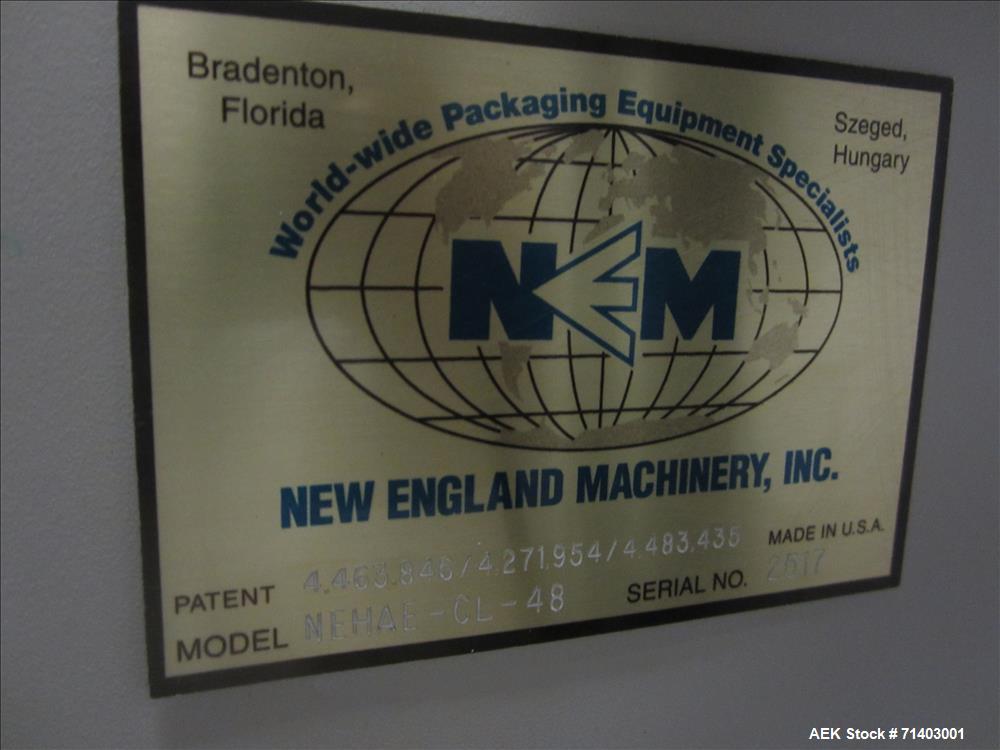 Bradenton,
Florida
World-wide Packaging Equipment Specialists
Szeged,
Hungary
NEM
NEW ENGLAND MACHINERY, INC.
PATENT 4.463.846/4.271.954/4.483.435 MADE IN U.S.A.
MODEL NEHAE-CL-48 SERIAL NO.
AEK Stock # 71403001